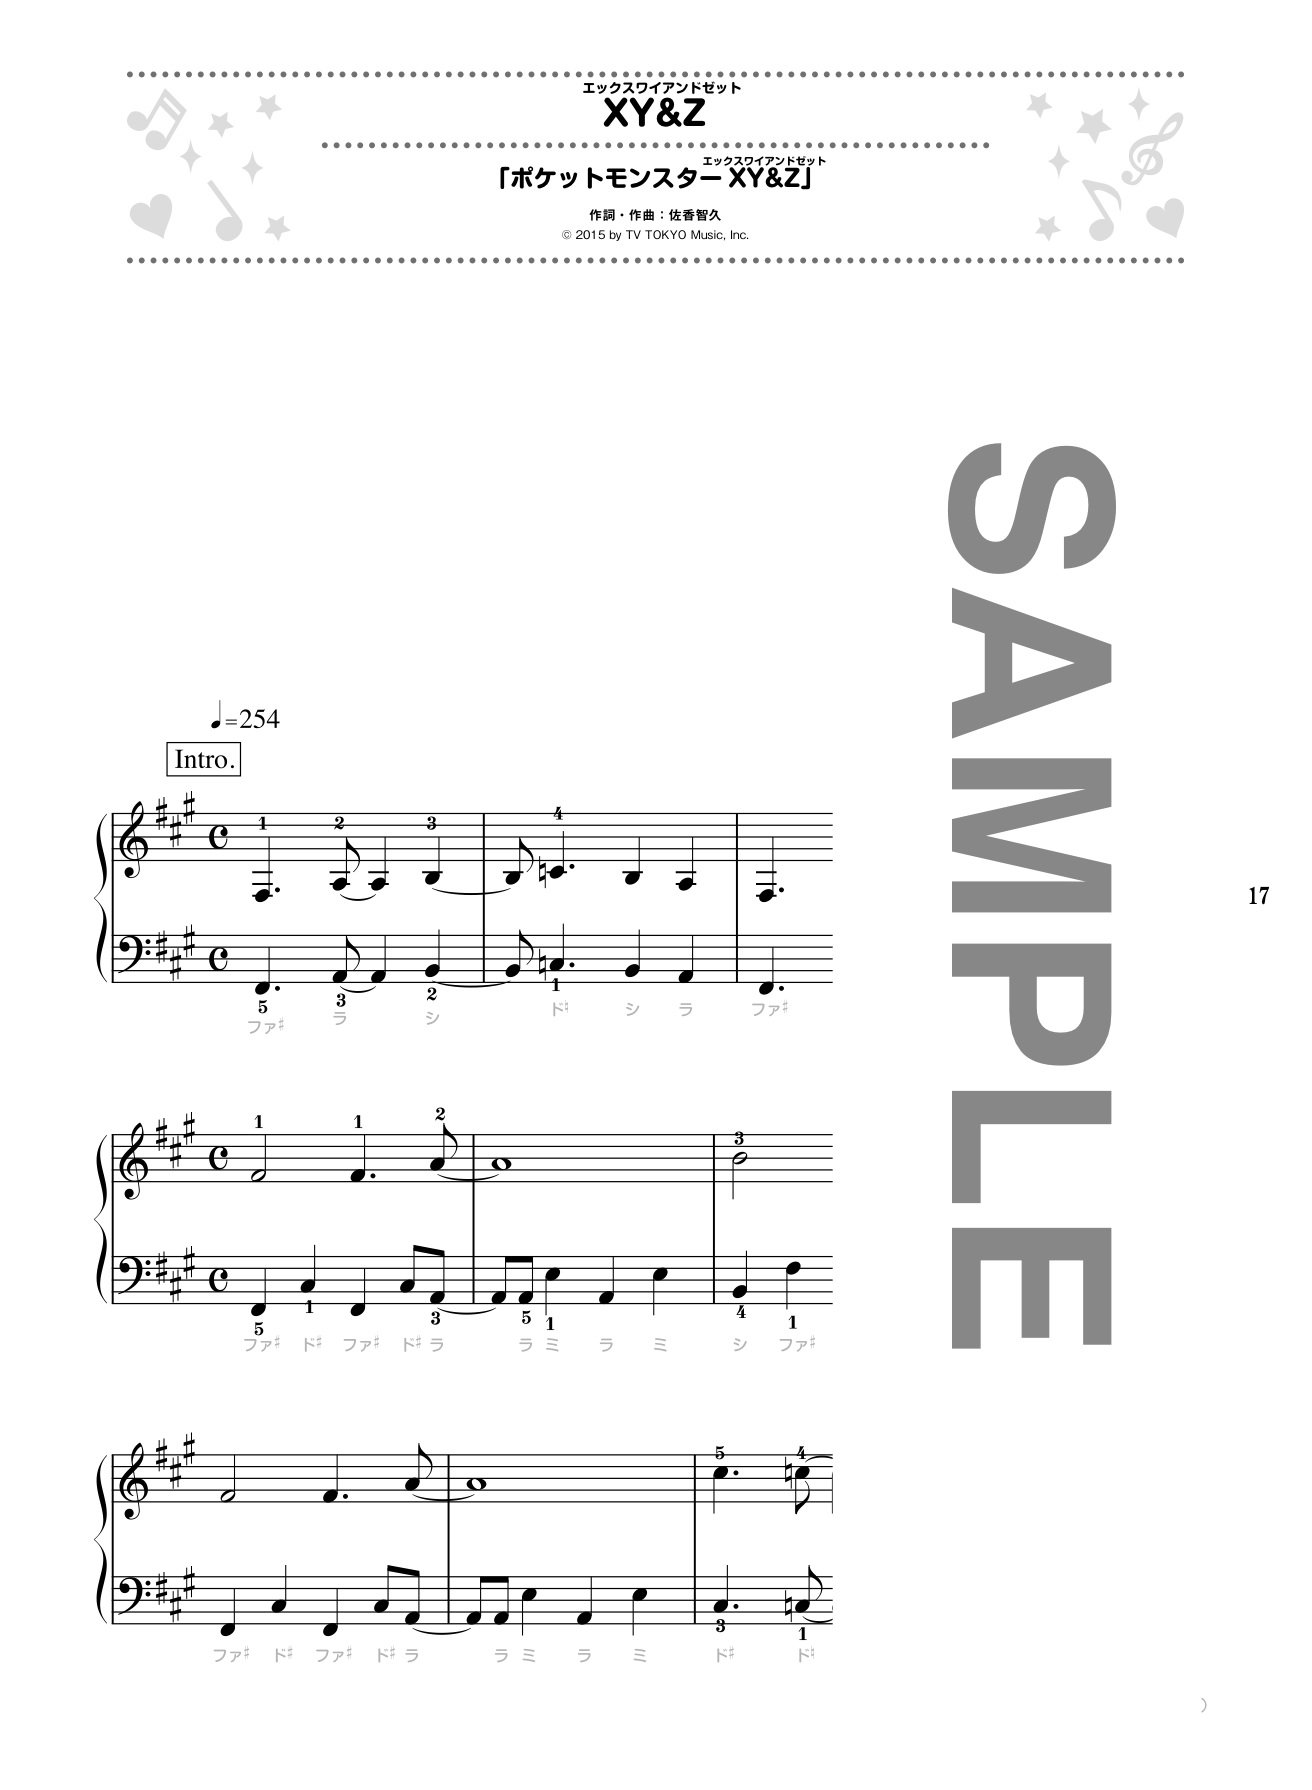 エックスワイアンドゼット
XY&Z
エックスワイアンドゼット
「ポケットモンスター XY&Z」
作詞・作曲：佐香智久
© 2015 by TV TOKYO Music, Inc.
♩=254
Intro.
1 2 3 4
5 3 2 1
ファ♯ ラ シ ド♮ シ ラ ファ♯
SAMPLE
17
1 1 2 3
5 1 3 5 1 4 1
ファ♯ ド♯ ファ♯ ド♯ ラ ラ ミ ラ ミ シ ファ♯
5 4
3 1
ファ♯ ド♯ ファ♯ ド♯ ラ ラ ミ ラ ミ ド♯ ド♮